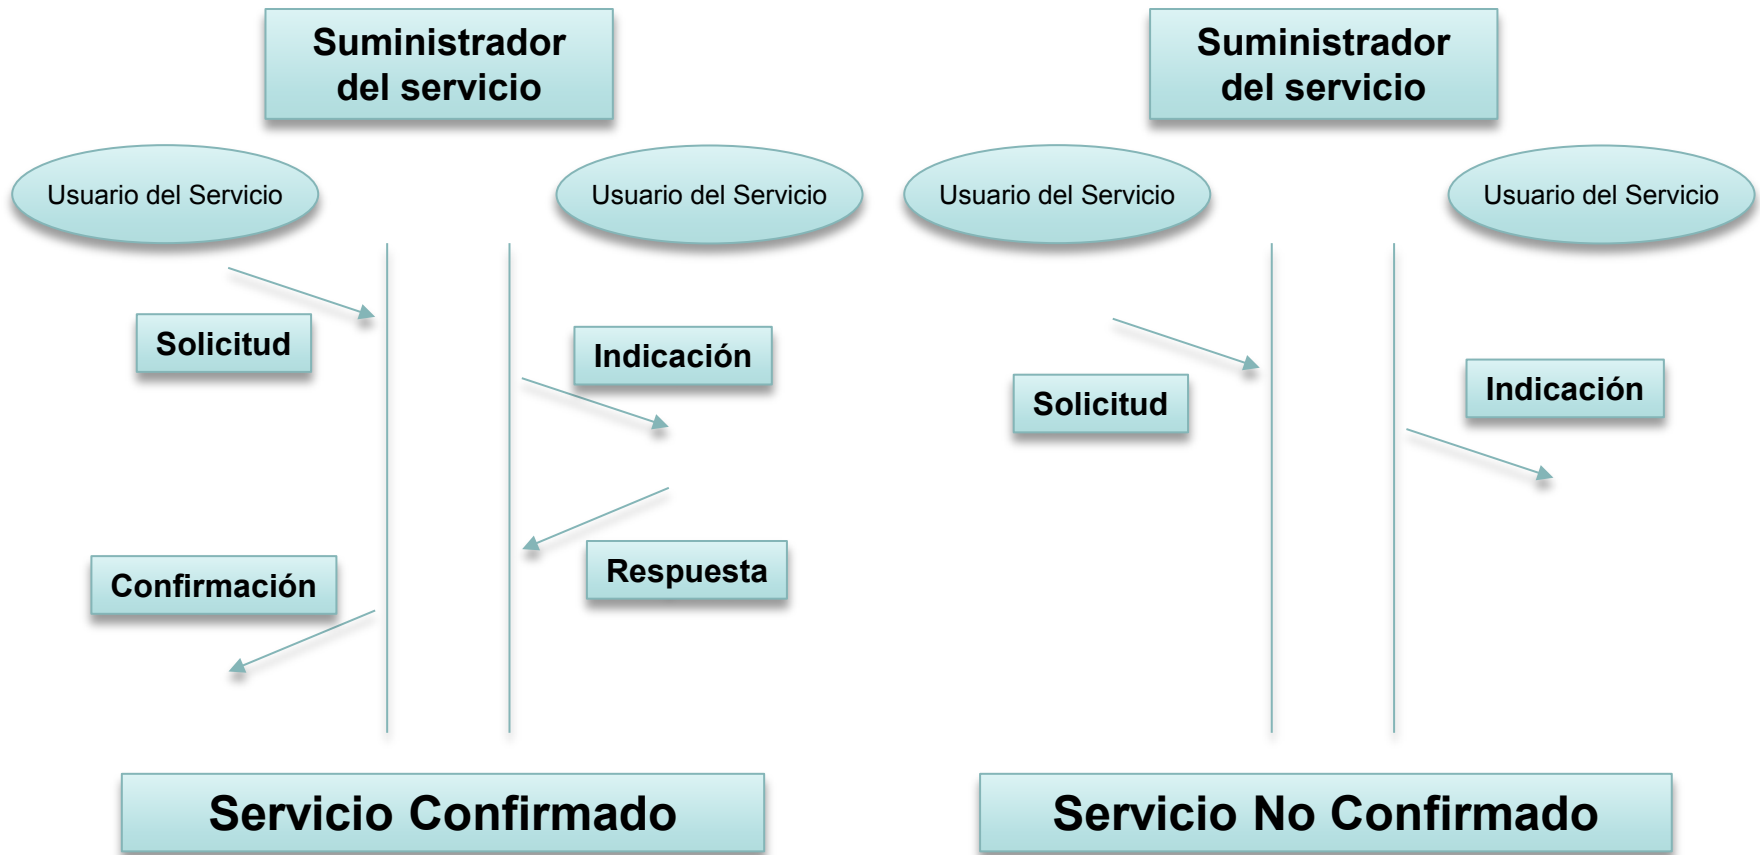 Suministrador
del servicio
Usuario del Servicio
Usuario del Servicio
Solicitud
Indicación
Respuesta
Confirmación
Servicio Confirmado
Suministrador
del servicio
Usuario del Servicio
Usuario del Servicio
Solicitud
Indicación
Servicio No Confirmado